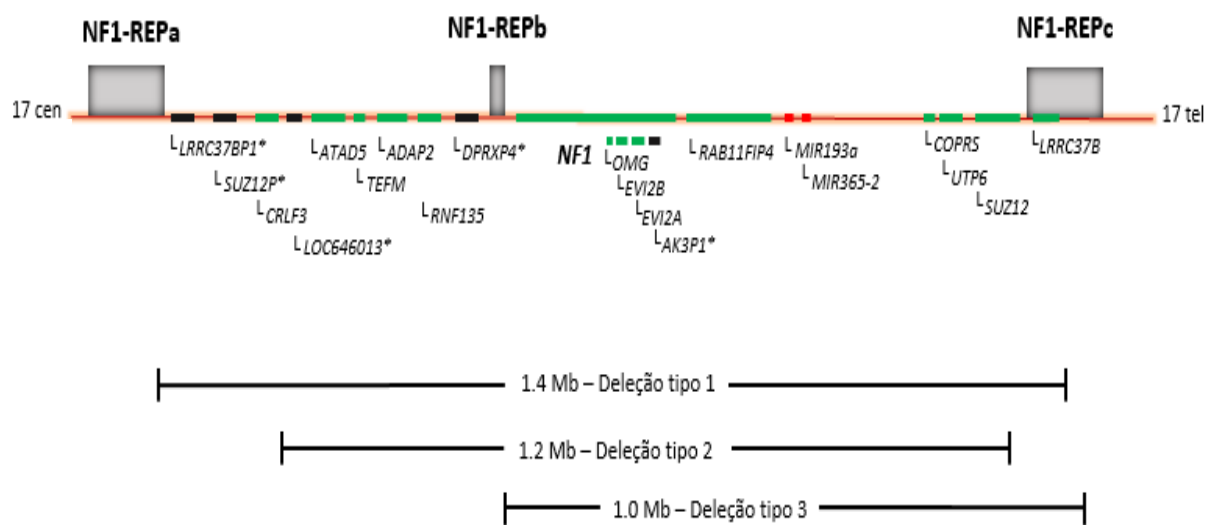 NF1-REPa
NF1-REPb
NF1-REPc
17 cen
17 tel
LRRC37BP1*
SUZ12P*
CRLF3
LOC646013*
ATAD5
TEFM
ADAP2
RNF135
DPRXP4*
NF1
OMG
EVI2B
EVI2A
AK3P1*
RAB11FIP4
MIR193a
MIR365-2
COPRS
UTP6
SUZ12
LRRC37B
1.4 Mb – Deleção tipo 1
1.2 Mb – Deleção tipo 2
1.0 Mb – Deleção tipo 3